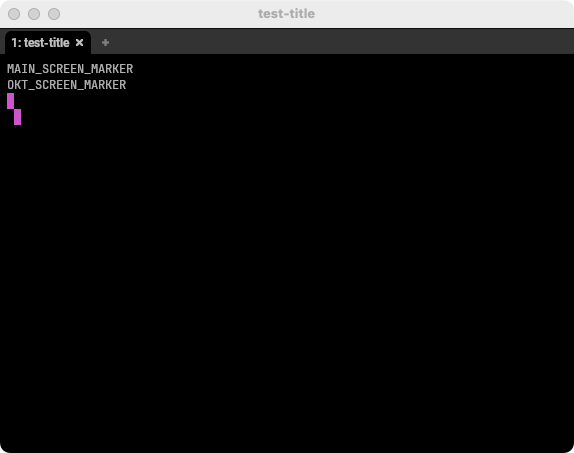 test-title
1: test-title × +
MAIN_SCREEN_MARKER
OKT_SCREEN_MARKER